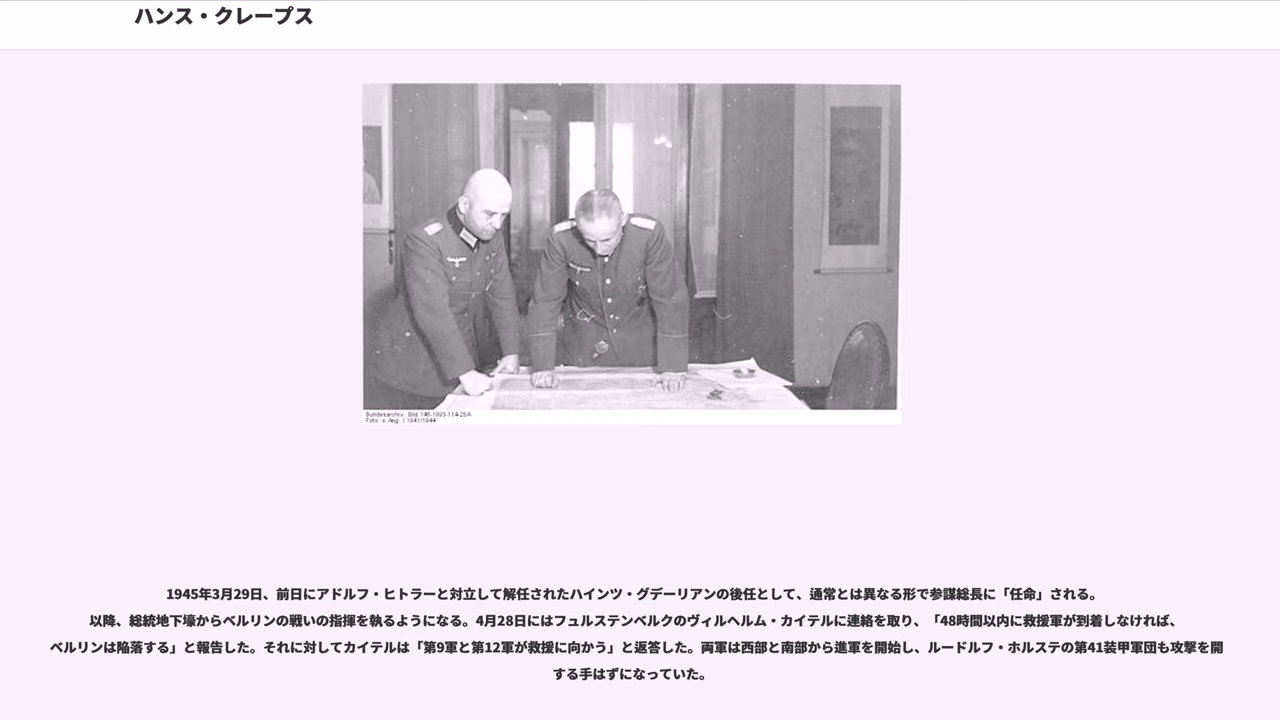 ハンス・クレープス
Bundesarchiv, Bild 146-1993-114-26A
Foto: o.Ang. | 1941/1944
1945年3月29日、前日にアドルフ・ヒトラーと対立して解任されたハインツ・グデーリアンの後任として、通常とは異なる形で参謀総長に「任命」される。
以降、総統地下壕からベルリンの戦いの指揮を執るようになる。4月28日にはフュルステンベルクのヴィルヘルム・カイテルに連絡を取り、「48時間以内に救援軍が到着しなければ、
ベルリンは陥落する」と報告した。それに対してカイテルは「第9軍と第12軍が救援に向かう」と返答した。両軍は西部と南部から進軍を開始し、ルードルフ・ホルステの第41装甲軍団も攻撃を開
する手はずになっていた。